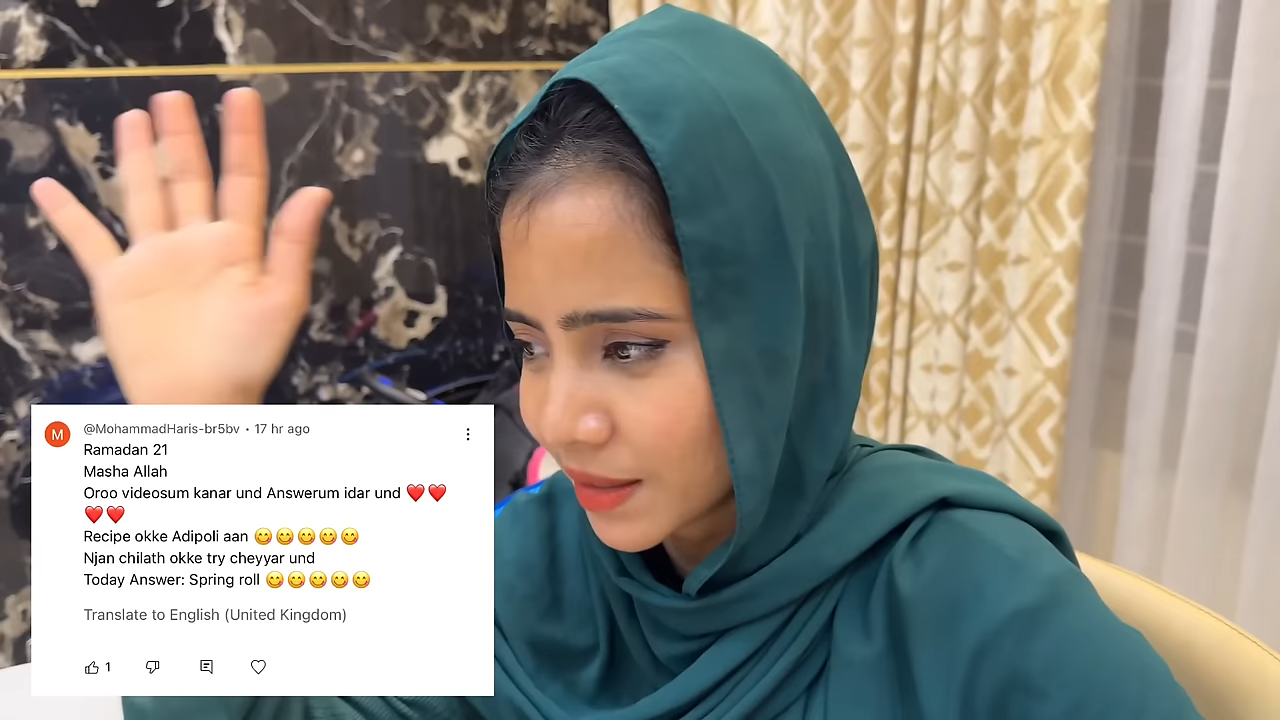 M
@MohammadHaris-br5bv • 17 hr ago
Ramadan 21
Masha Allah
Oroo videosum kanar und Answerum idar und ❤️❤️
❤️❤️
Recipe okke Adipoli aan 😋😋😋😋😋
Njan chilath okke try cheyyar und
Today Answer: Spring roll 😋😋😋😋😋
Translate to English (United Kingdom)
1